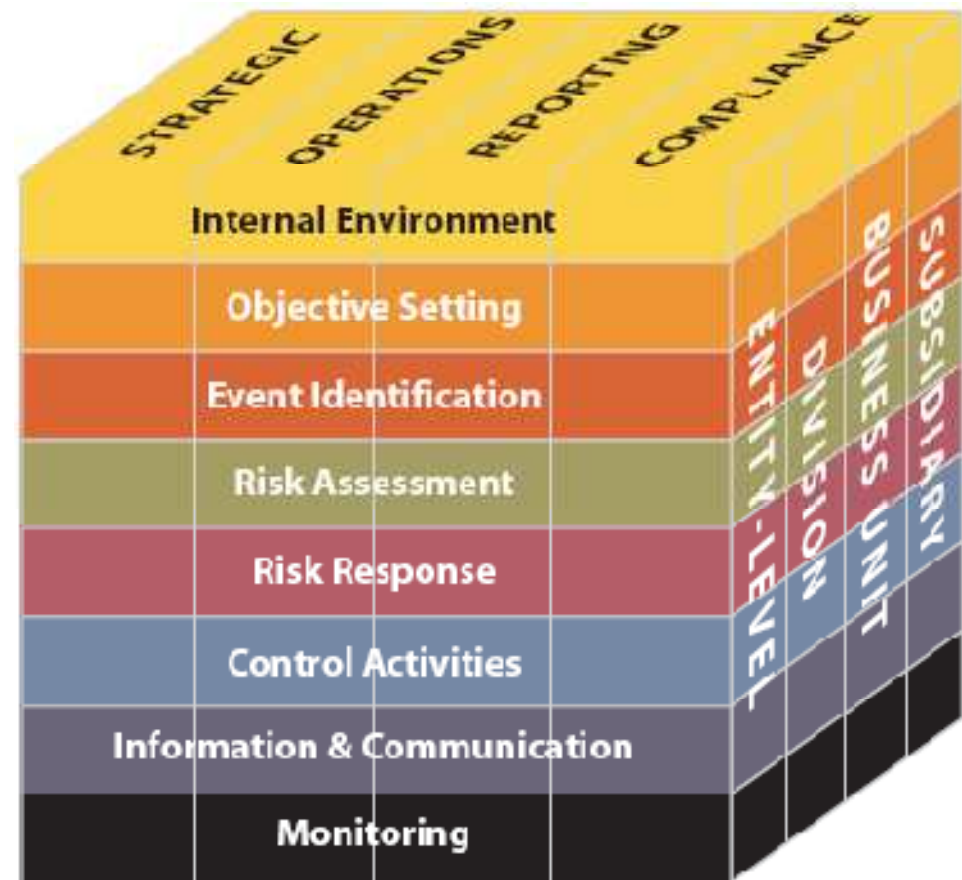 STRATEGIC
OPERATIONS
REPORTING
COMPLIANCE
Internal Environment
Objective Setting
Event Identification
Risk Assessment
Risk Response
Control Activities
Information & Communication
Monitoring
ENTITY-LEVEL
DIVISION
BUSINESS UNIT
SUBSIDIARY